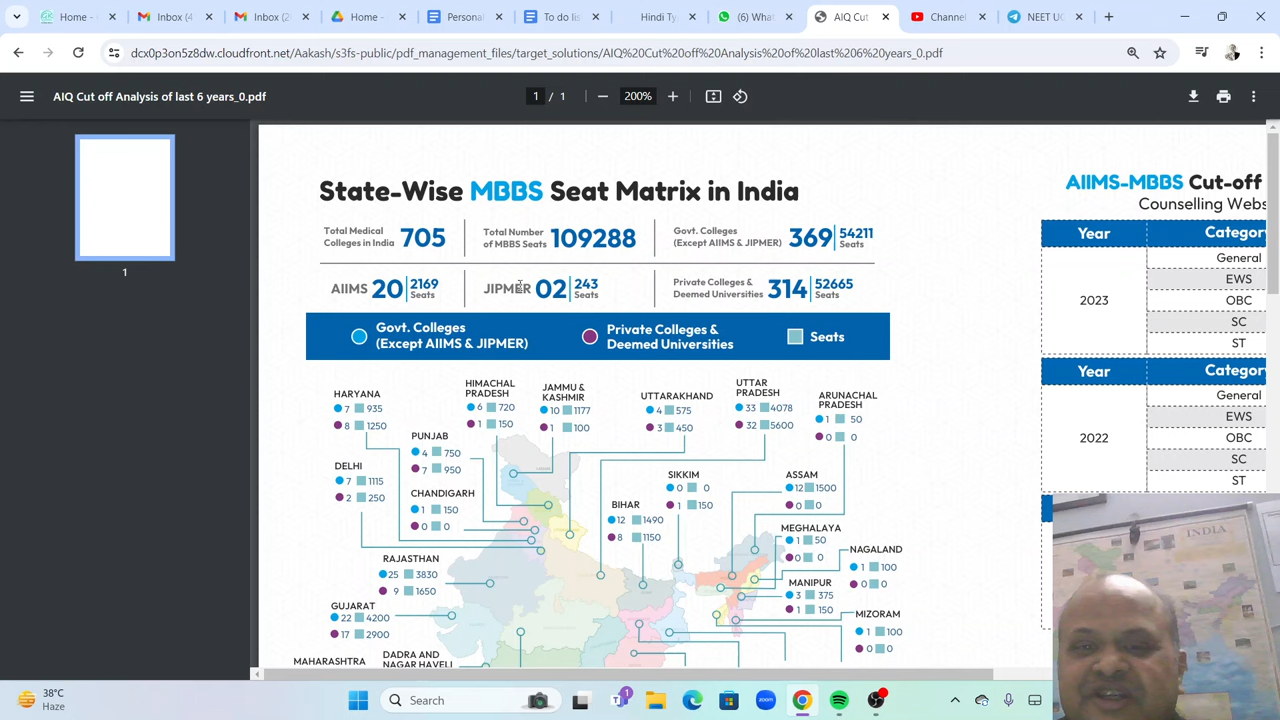 Home -
Inbox (4
Inbox (2
Home -
Personal
To do lis
Hindi Ty
(6) What
AIQ Cut
Channel
NEET UG
dcx0p3on5z8dw.cloudfront.net/Aakash/s3fs-public/pdf_management_files/target_solutions/AIQ%20Cut%20off%20Analysis%20of%20last%206%20years_0.pdf
AIQ Cut off Analysis of last 6 years_0.pdf
1 / 1
200%
1
State-Wise MBBS Seat Matrix in India
Total Medical Colleges in India 705
Total Number of MBBS Seats 109288
Govt. Colleges (Except AIIMS & JIPMER) 369 54211 Seats
AIIMS 20 2169 Seats
JIPMER 02 243 Seats
Private Colleges & Deemed Universities 314 52665 Seats
Govt. Colleges (Except AIIMS & JIPMER)
Private Colleges & Deemed Universities
Seats
HARYANA
7 935
8 1250
HIMACHAL PRADESH
6 720
1 150
JAMMU & KASHMIR
10 1177
1 100
UTTARAKHAND
4 575
3 450
UTTAR PRADESH
33 4078
32 5600
ARUNACHAL PRADESH
1 50
0 0
PUNJAB
4 750
7 950
DELHI
7 1115
2 250
CHANDIGARH
1 150
0 0
SIKKIM
0 0
1 150
ASSAM
12 1500
0 0
BIHAR
12 1490
8 1150
MEGHALAYA
1 50
0 0
NAGALAND
1 100
0 0
RAJASTHAN
25 3830
9 1650
MANIPUR
3 375
1 150
GUJARAT
22 4200
17 2900
MIZORAM
1 100
0 0
MAHARASHTRA
DADRA AND NAGAR HAVELI
AIIMS-MBBS Cut-off
Counselling Webs
Year Category
2023
General
EWS
OBC
SC
ST
Year Category
2022
General
EWS
OBC
SC
ST
INDIA
38°C
Haze
Search
1